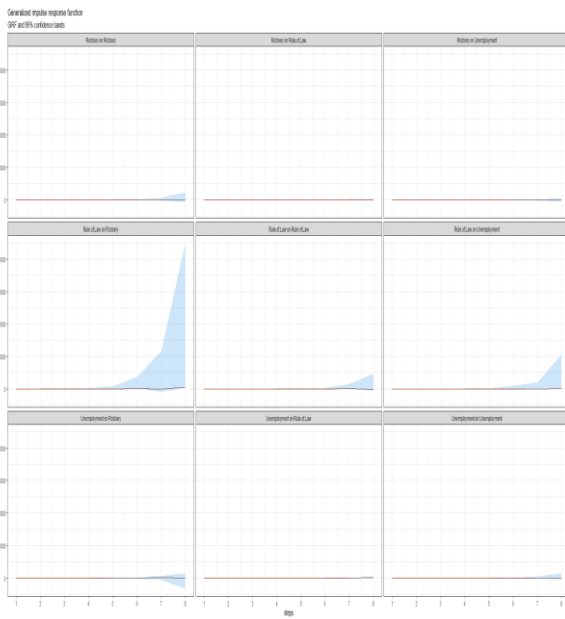 Generalized impulse response function
GIRF and 95% confidence bands
Robbery on Robbery
Robbery on Rule of Law
Robbery on Unemployment
Rule of Law on Robbery
Rule of Law on Rule of Law
Rule of Law on Unemployment
Unemployment on Robbery
Unemployment on Rule of Law
Unemployment on Unemployment
0
0
0
1 2 3 4 5 6 7 8 1 2 3 4 5 6 7 8 1 2 3 4 5 6 7 8
steps